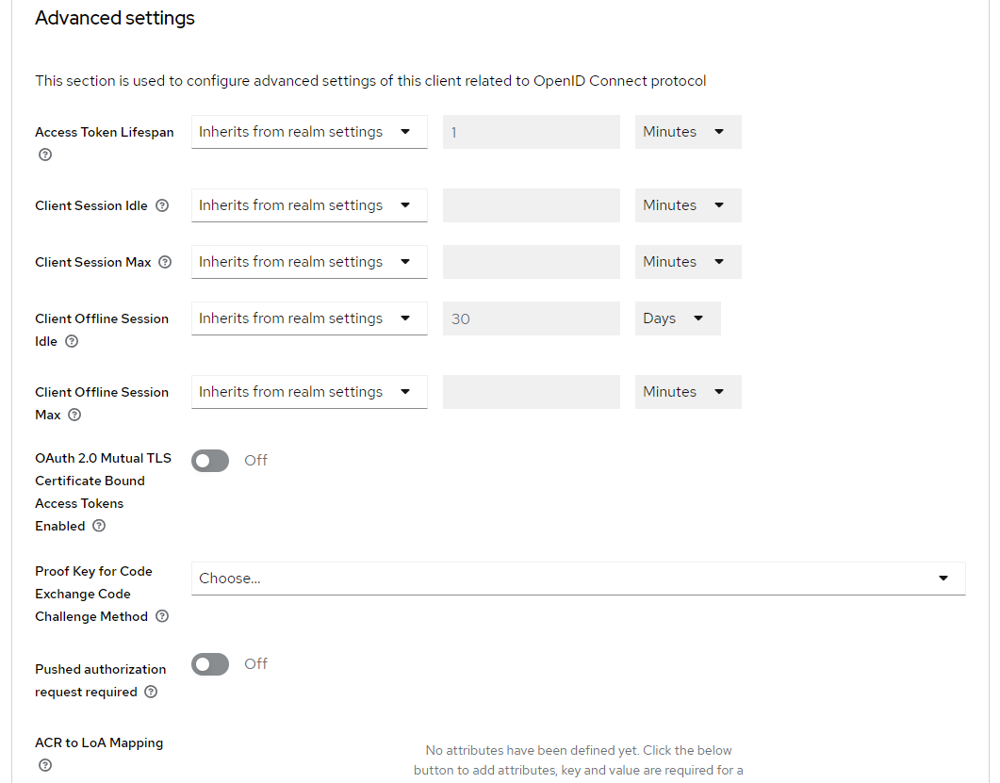 Advanced settings
This section is used to configure advanced settings of this client related to OpenID Connect protocol
Access Token Lifespan Inherits from realm settings 1 Minutes
Client Session Idle Inherits from realm settings Minutes
Client Session Max Inherits from realm settings Minutes
Client Offline Session Inherits from realm settings 30 Days
Idle
Client Offline Session Inherits from realm settings Minutes
Max
OAuth 2.0 Mutual TLS Off
Certificate Bound
Access Tokens
Enabled
Proof Key for Code Choose...
Exchange Code
Challenge Method
Pushed authorization Off
request required
ACR to LoA Mapping
No attributes have been defined yet. Click the below
button to add attributes, key and value are required for a